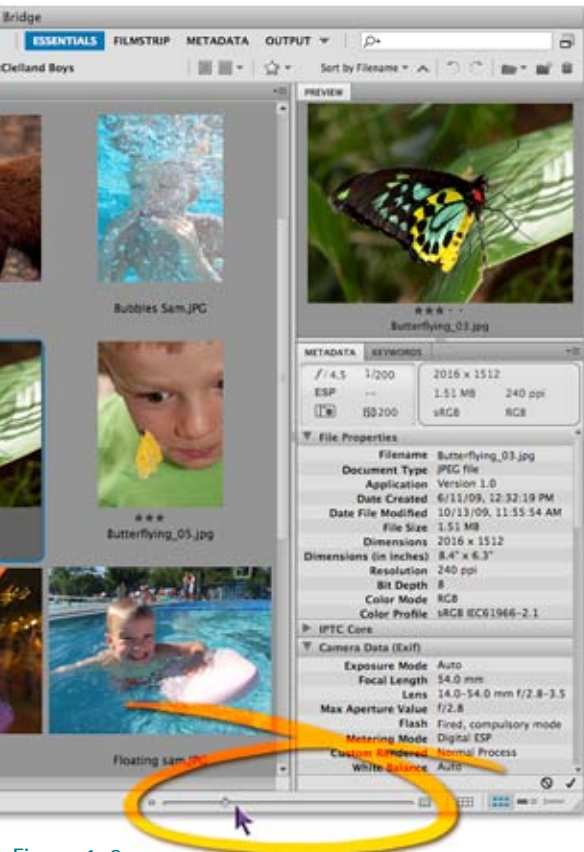 Bridge
ESSENTIALS FILMSTRIP METADATA OUTPUT
Clelland Boys
Sort by Filename
PREVIEW
Bubbles Sam.JPG
Butterflying_03.jpg
METADATA KEYWORDS
f/4.5 1/200 2016 x 1512
ESP -- 1.51 MB 240 ppi
ISO 200 sRGB RGB
File Properties
Filename Butterflying_03.jpg
Document Type JPEG file
Application Version 1.0
Date Created 6/11/09, 12:32:19 PM
Date File Modified 10/13/09, 11:55:54 AM
File Size 1.51 MB
Dimensions 2016 x 1512
Dimensions (in inches) 8.4" x 6.3"
Resolution 240 ppi
Bit Depth 8
Color Mode RGB
Color Profile sRGB IEC61966-2.1
Butterflying_05.jpg
IPTC Core
Camera Data (Exif)
Exposure Mode Auto
Focal Length 54.0 mm
Lens 14.0-54.0 mm f/2.8-3.5
Max Aperture Value f/2.8
Flash Fired, compulsory mode
Metering Mode Digital ESP
Custom Rendered Normal Process
White Balance Auto
Floating sam.JPG